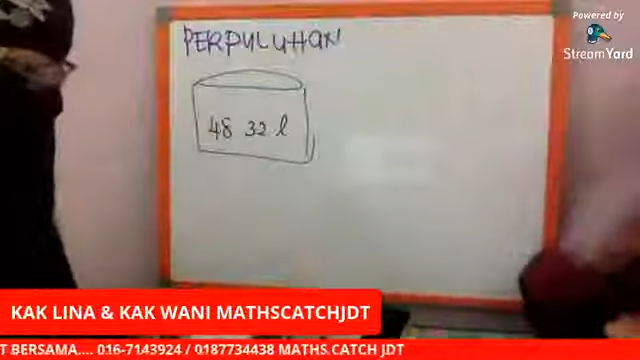 Powered by
StreamYard
PERPULUHAN
48 32 l
KAK LINA & KAK WANI MATHSCATCHJDT
T BERSAMA.... 016-7143924 / 0187734438 MATHS CATCH JDT